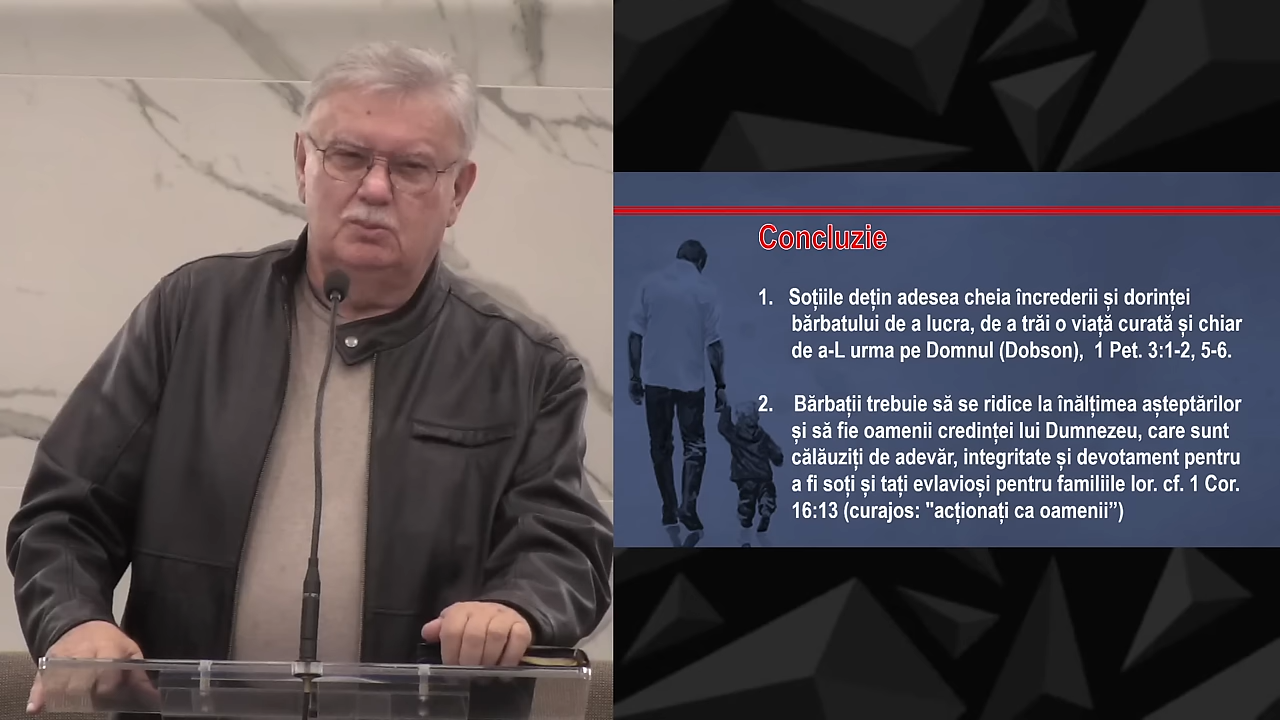 Concluzie
1. Soțiile dețin adesea cheia încrederii și dorinței
bărbatului de a lucra, de a trăi o viață curată și chiar
de a-L urma pe Domnul (Dobson), 1 Pet. 3:1-2, 5-6.
2. Bărbații trebuie să se ridice la înălțimea așteptărilor
și să fie oamenii credinței lui Dumnezeu, care sunt
călăuziți de adevăr, integritate și devotament pentru
a fi soți și tați evlavioși pentru familiile lor. cf. 1 Cor.
16:13 (curajos: "acționați ca oamenii”)